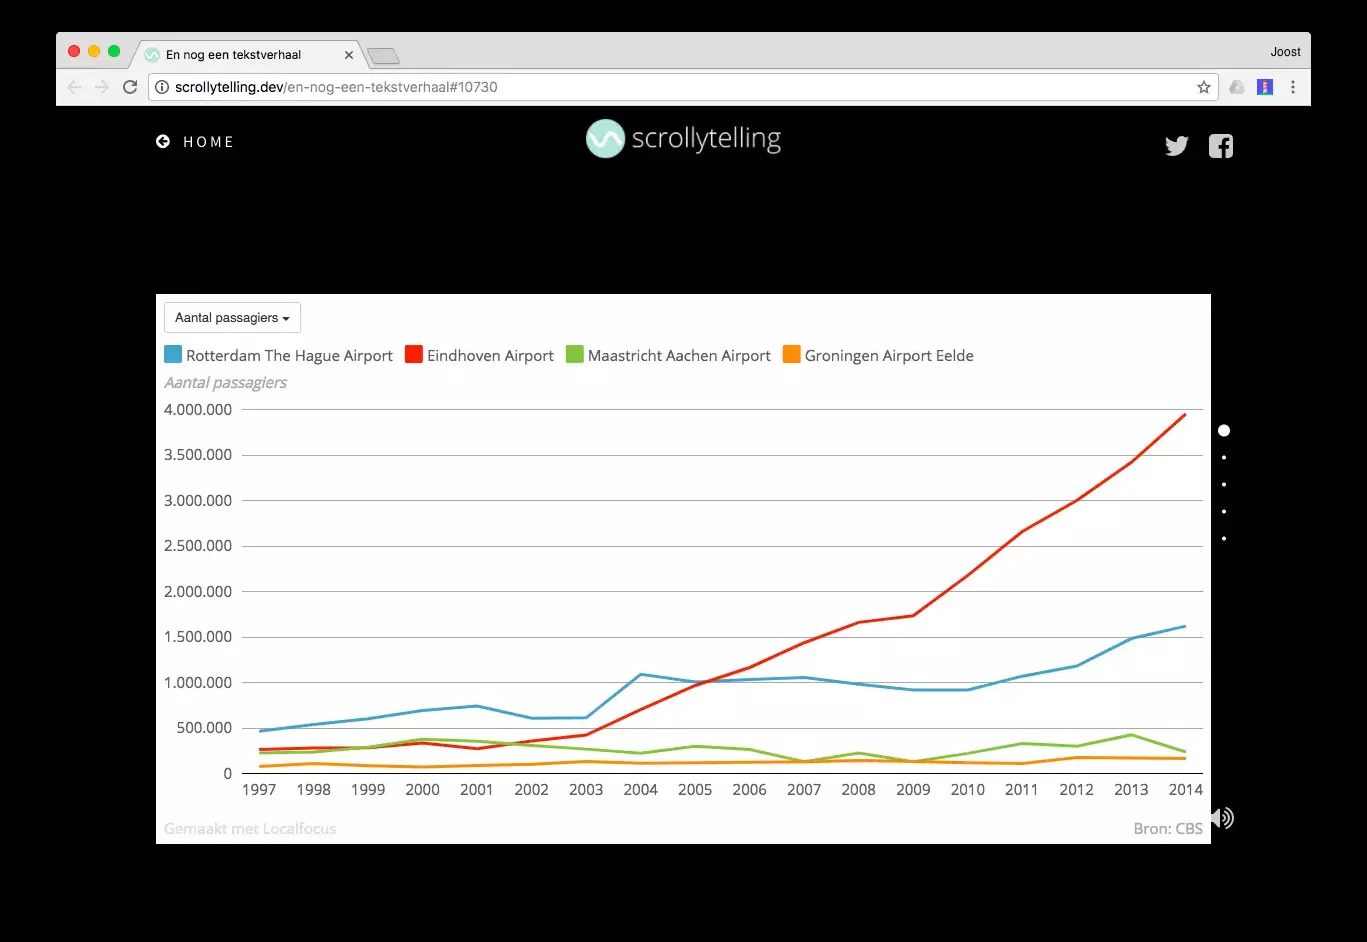 En nog een tekstverhaal
Joost
scrollytelling.dev/en-nog-een-tekstverhaal#10730
HOME
scrollytelling
Aantal passagiers
Rotterdam The Hague Airport Eindhoven Airport Maastricht Aachen Airport Groningen Airport Eelde
Aantal passagiers
4.000.000
3.500.000
3.000.000
2.500.000
2.000.000
1.500.000
1.000.000
500.000
0
1997 1998 1999 2000 2001 2002 2003 2004 2005 2006 2007 2008 2009 2010 2011 2012 2013 2014
Gemaakt met Localfocus
Bron: CBS